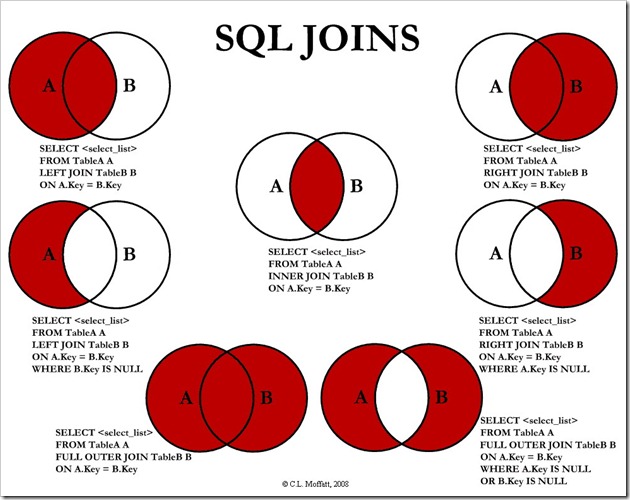 SQL JOINS
A B
SELECT <select_list>
FROM TableA A
LEFT JOIN TableB B
ON A.Key = B.Key
A B
SELECT <select_list>
FROM TableA A
RIGHT JOIN TableB B
ON A.Key = B.Key
A B
SELECT <select_list>
FROM TableA A
INNER JOIN TableB B
ON A.Key = B.Key
A B
SELECT <select_list>
FROM TableA A
LEFT JOIN TableB B
ON A.Key = B.Key
WHERE B.Key IS NULL
A B
SELECT <select_list>
FROM TableA A
RIGHT JOIN TableB B
ON A.Key = B.Key
WHERE A.Key IS NULL
A B
SELECT <select_list>
FROM TableA A
FULL OUTER JOIN TableB B
ON A.Key = B.Key
A B
SELECT <select_list>
FROM TableA A
FULL OUTER JOIN TableB B
ON A.Key = B.Key
WHERE A.Key IS NULL
OR B.Key IS NULL
© C.L. Moffatt, 2008